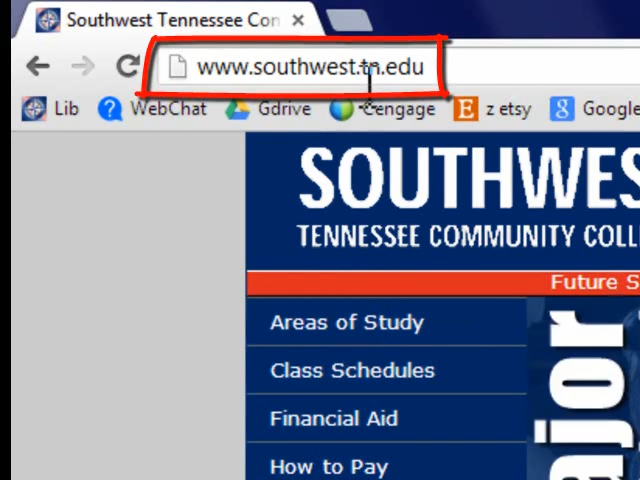 Southwest Tennessee Con
www.southwest.tn.edu
Lib WebChat Gdrive Cengage z etsy Google
SOUTHWES
TENNESSEE COMMUNITY COLL
Future S
Areas of Study
Class Schedules
Financial Aid
How to Pay
ajor